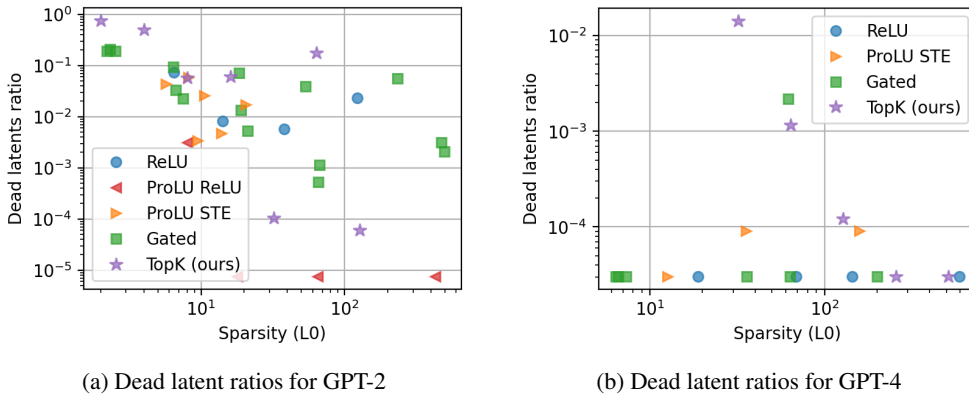 10⁰
10⁻¹
10⁻²
10⁻³
10⁻⁴
10⁻⁵
Dead latents ratio
ReLU
ProLU ReLU
ProLU STE
Gated
TopK (ours)
10¹
10²
Sparsity (L0)
(a) Dead latent ratios for GPT-2
10⁻²
10⁻³
10⁻⁴
Dead latents ratio
ReLU
ProLU STE
Gated
TopK (ours)
10¹
10²
Sparsity (L0)
(b) Dead latent ratios for GPT-4